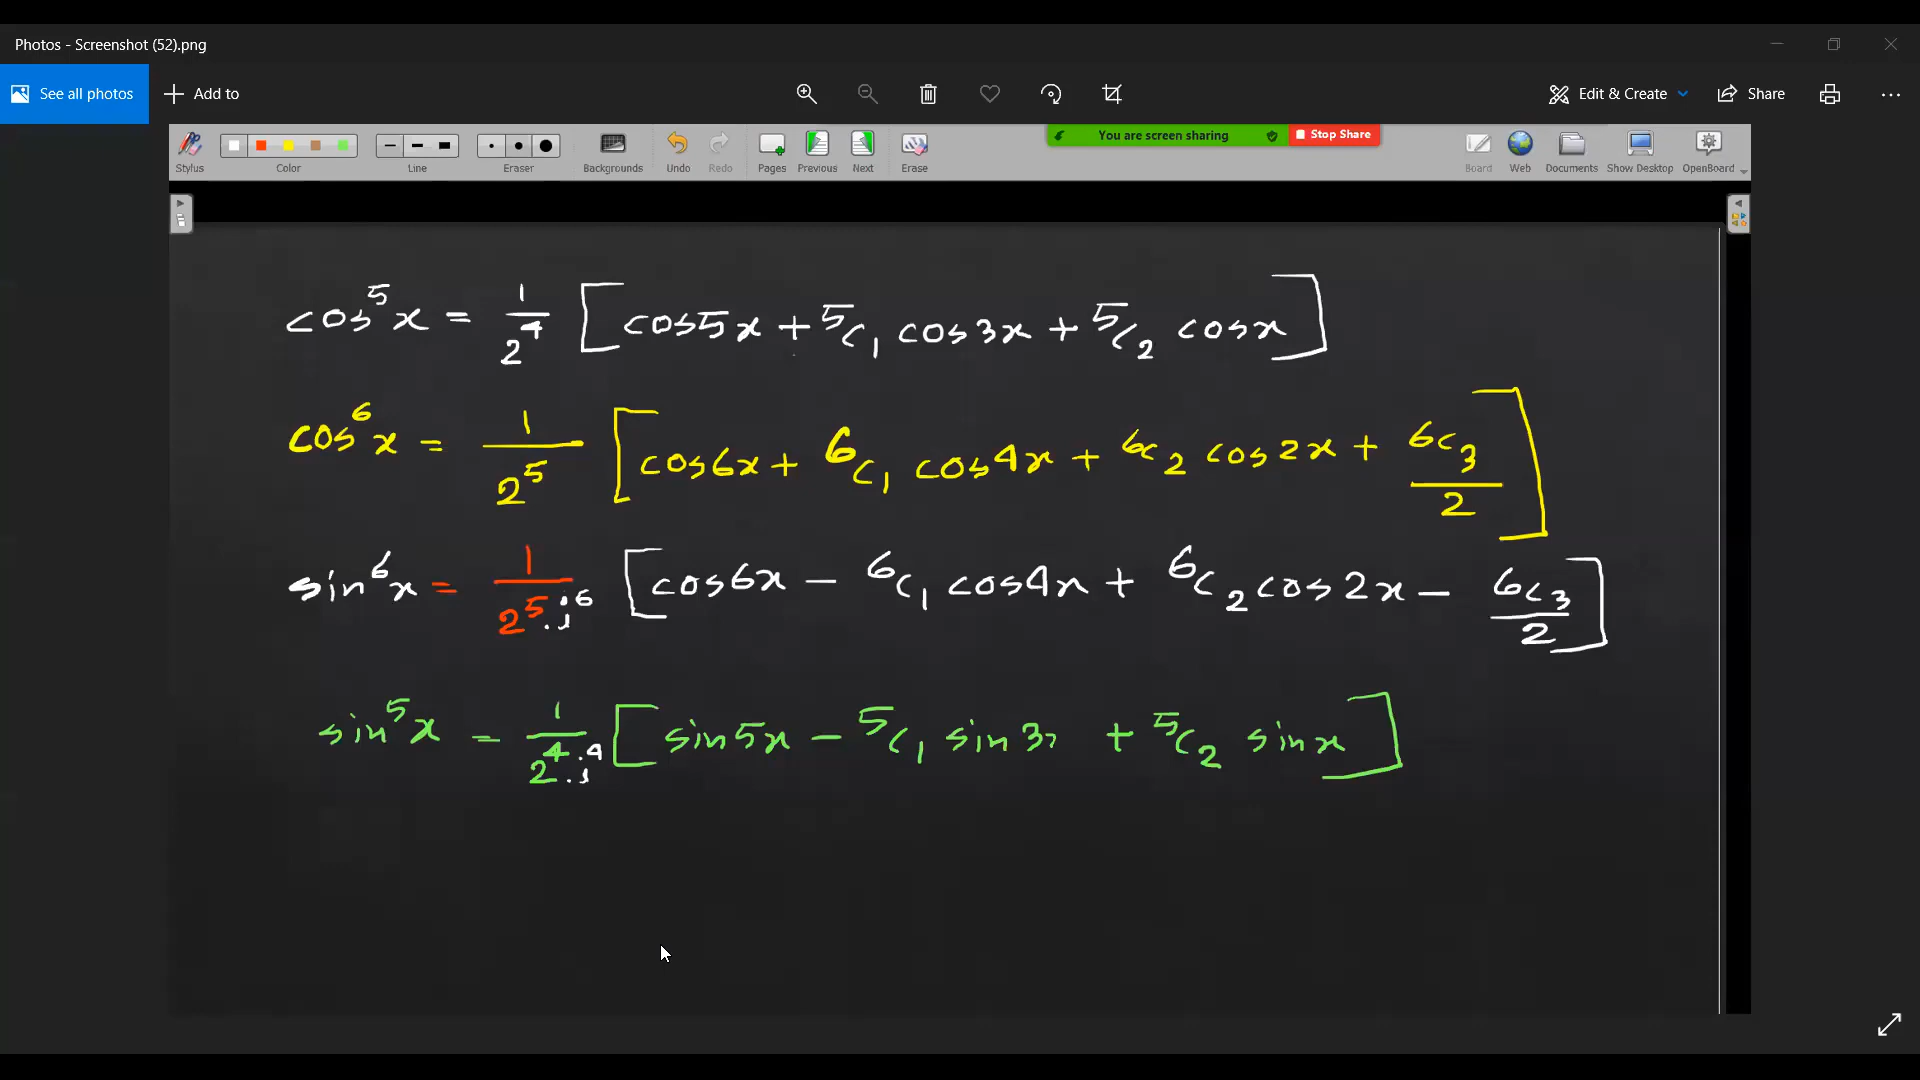 Photos - Screenshot (52).png
See all photos
Add to
Edit & Create
Share
You are screen sharing
Stop Share
Stylus
Color
Line
Eraser
Backgrounds
Undo
Redo
Pages
Previous
Next
Erase
Board
Web
Documents
Show Desktop
OpenBoard
cos⁵x = 1/2⁴ [cos5x + ⁵C₁ cos3x + ⁵C₂ cosx]
cos⁶x = 1/2⁵ [cos6x + ⁶C₁ cos4x + ⁶C₂ cos2x + ⁶C₃/2]
sin⁶x = 1/2⁵.i⁶ [cos6x - ⁶C₁ cos4x + ⁶C₂ cos2x - ⁶C₃/2]
sin⁵x = 1/2⁴.i⁴ [sin5x - ⁵C₁ sin3x + ⁵C₂ sinx]